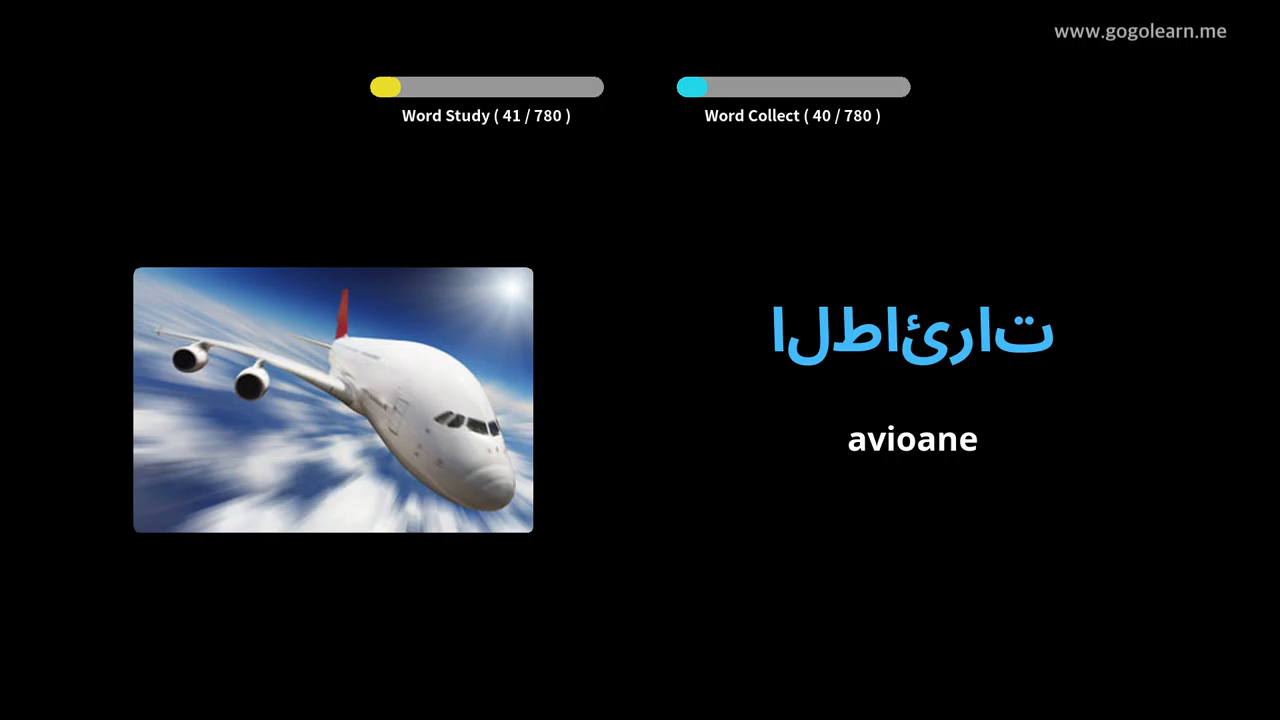 www.gogolearn.me
Word Study ( 41 / 780 )
Word Collect ( 40 / 780 )
الطائرات
avioane